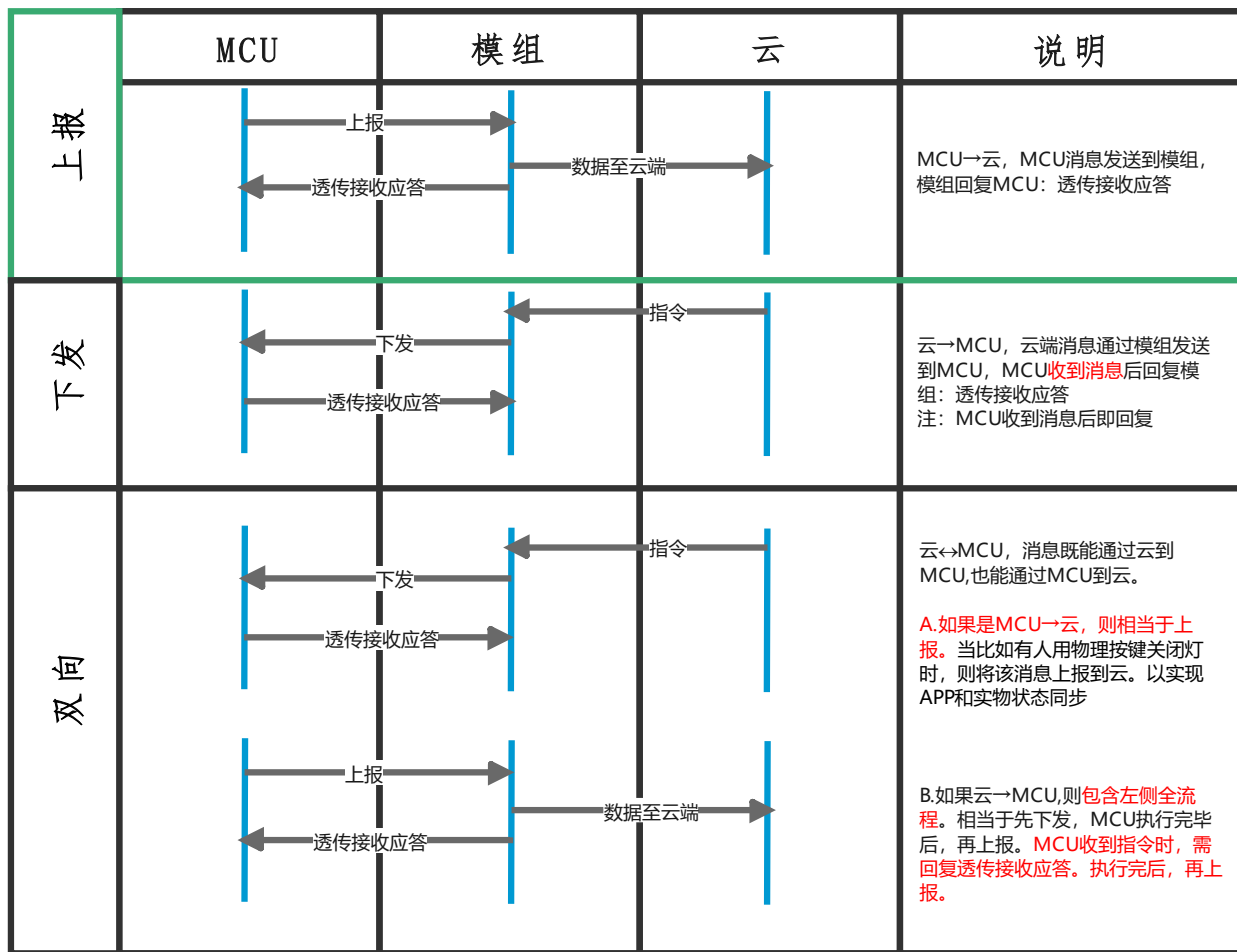 MCU
模组
云
说明
上报
上报
数据至云端
透传接收应答
MCU→云，MCU消息发送到模组，
模组回复MCU：透传接收应答
下发
指令
下发
透传接收应答
云→MCU，云端消息通过模组发送
到MCU，MCU收到消息后回复模
组：透传接收应答
注：MCU收到消息后即回复
双向
指令
下发
透传接收应答
上报
数据至云端
透传接收应答
云↔MCU，消息既能通过云到
MCU,也能通过MCU到云。
A.如果是MCU→云，则相当于上
报。当比如有人用物理按键关闭灯
时，则将该消息上报到云。以实现
APP和实物状态同步
B.如果云→MCU,则包含左侧全流
程。相当于先下发，MCU执行完毕
后，再上报。MCU收到指令时，需
回复透传接收应答。执行完后，再上
报。